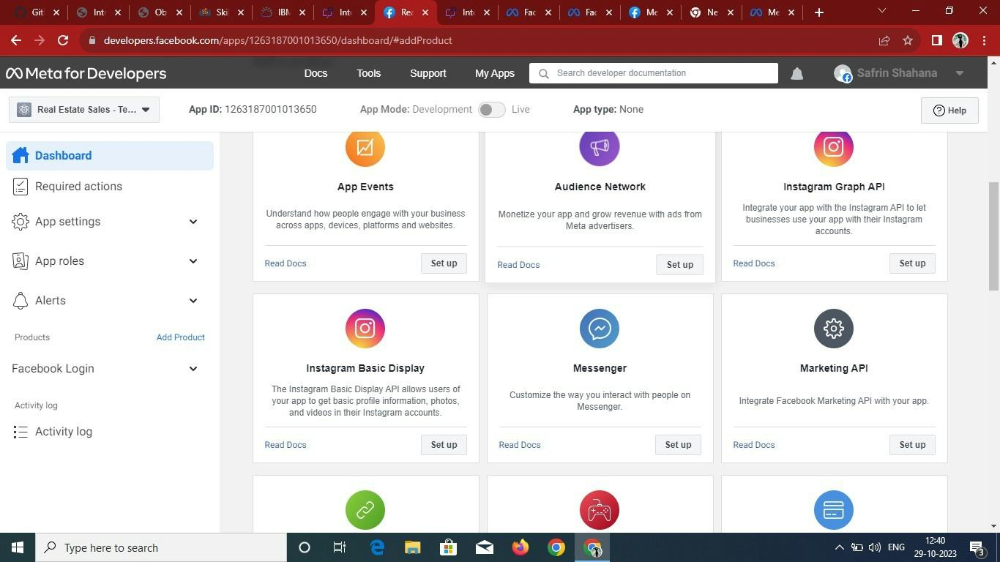 Git
Intr
Ob
Skil
IBM
Inte
Rea
Int
Fac
Fac
Me
Ne
Me
developers.facebook.com/apps/1263187001013650/dashboard/#addProduct
Meta for Developers
Docs
Tools
Support
My Apps
Search developer documentation
Safrin Shahana
Real Estate Sales - Te...
App ID: 1263187001013650
App Mode: Development
Live
App type: None
Help
Dashboard
Required actions
App settings
App roles
Alerts
Products
Add Product
Facebook Login
Activity log
Activity log
App Events
Understand how people engage with your business
across apps, devices, platforms and websites.
Read Docs
Set up
Audience Network
Monetize your app and grow revenue with ads from
Meta advertisers.
Read Docs
Set up
Instagram Graph API
Integrate your app with the Instagram API to let
businesses use your app with their Instagram
accounts.
Read Docs
Set up
Instagram Basic Display
The Instagram Basic Display API allows users of
your app to get basic profile information, photos,
and videos in their Instagram accounts.
Read Docs
Set up
Messenger
Customize the way you interact with people on
Messenger.
Read Docs
Set up
Marketing API
Integrate Facebook Marketing API with your app.
Read Docs
Set up
Type here to search
ENG
12:40
29-10-2023
3